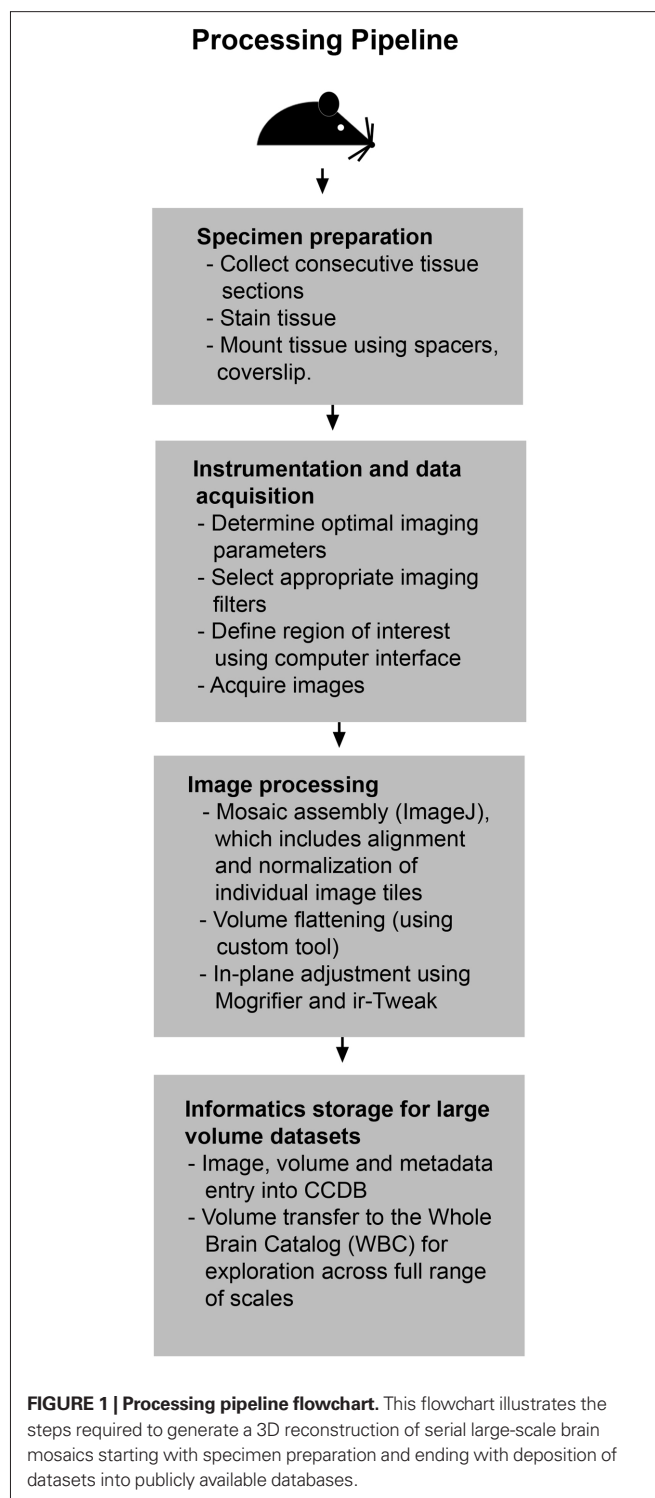 Processing Pipeline
Specimen preparation
- Collect consecutive tissue
sections
- Stain tissue
- Mount tissue using spacers,
coverslip.
Instrumentation and data
acquisition
- Determine optimal imaging
parameters
- Select appropriate imaging
filters
- Define region of interest
using computer interface
- Acquire images
Image processing
- Mosaic assembly (ImageJ),
which includes alignment
and normalization of
individual image tiles
- Volume flattening (using
custom tool)
- In-plane adjustment using
Mogrifier and ir-Tweak
Informatics storage for large
volume datasets
- Image, volume and metadata
entry into CCDB
- Volume transfer to the Whole
Brain Catalog (WBC) for
exploration across full range
of scales
FIGURE 1 | Processing pipeline flowchart. This flowchart illustrates the
steps required to generate a 3D reconstruction of serial large-scale brain
mosaics starting with specimen preparation and ending with deposition of
datasets into publicly available databases.